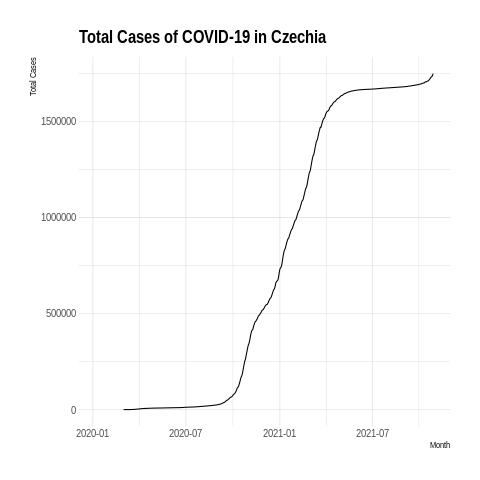 Total Cases of COVID-19 in Czechia
Total Cases
1500000
1000000
500000
0
2020-01 2020-07 2021-01 2021-07
Month